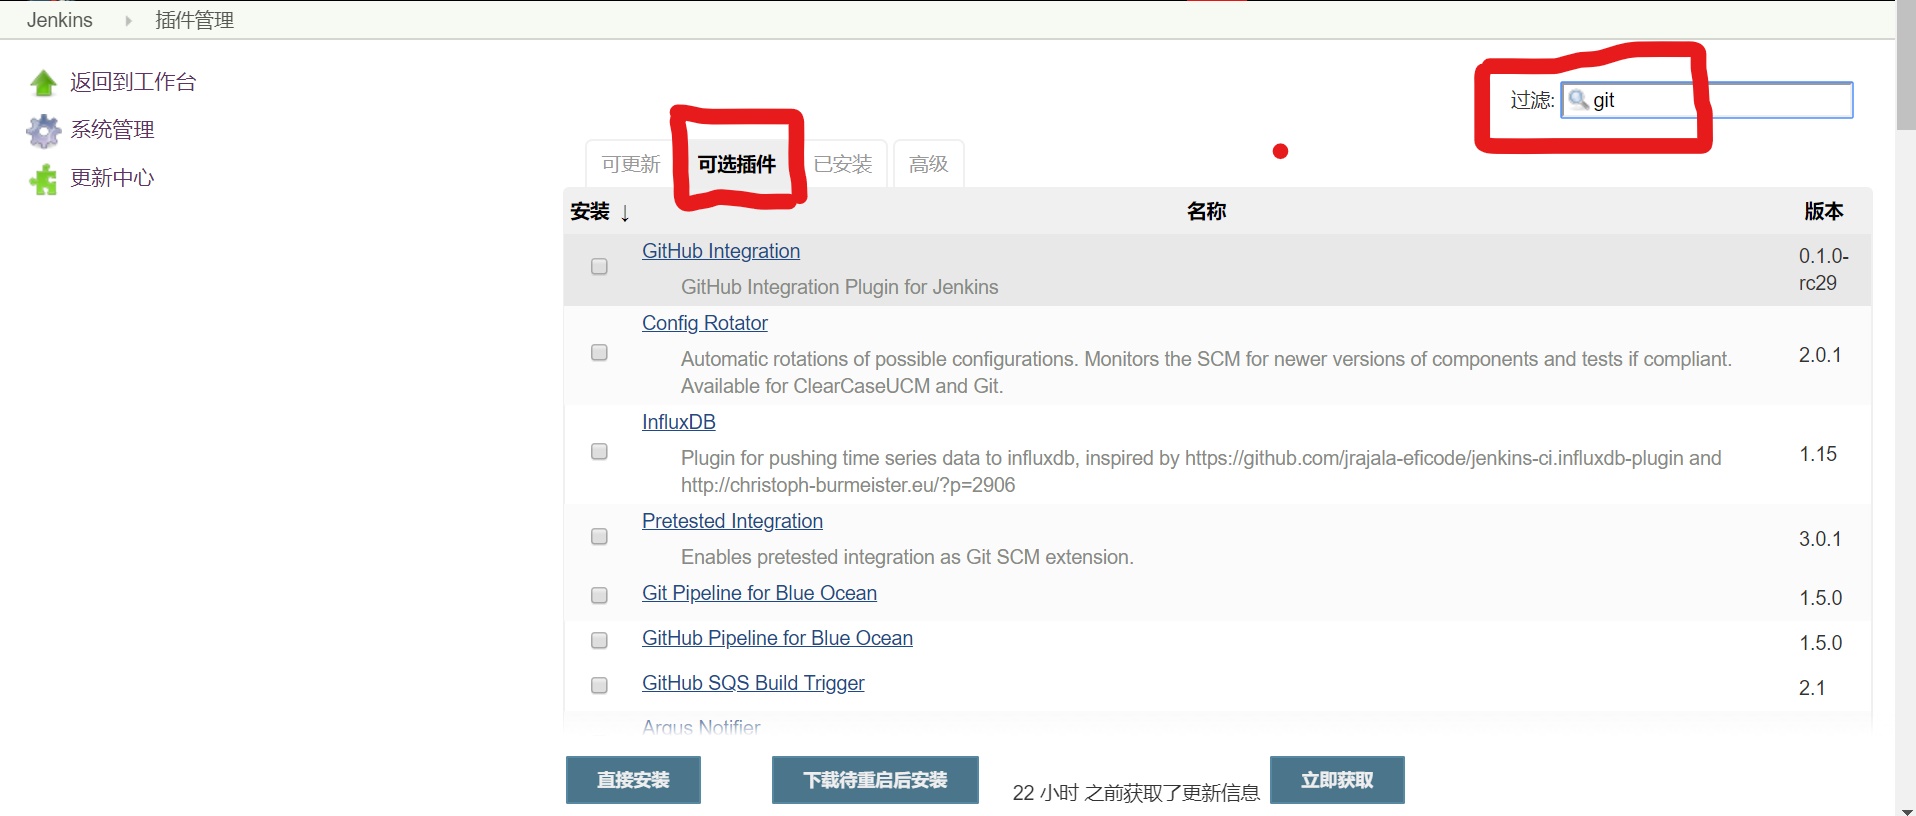 Jenkins 插件管理
返回到工作台
系统管理
更新中心
过滤: git
可更新 可选插件 已安装 高级
安装 ↓ 名称 版本
GitHub Integration
GitHub Integration Plugin for Jenkins
0.1.0-
rc29
Config Rotator
Automatic rotations of possible configurations. Monitors the SCM for newer versions of components and tests if compliant.
Available for ClearCaseUCM and Git.
2.0.1
InfluxDB
Plugin for pushing time series data to influxdb, inspired by https://github.com/jrajala-eficode/jenkins-ci.influxdb-plugin and
http://christoph-burmeister.eu/?p=2906
1.15
Pretested Integration
Enables pretested integration as Git SCM extension.
3.0.1
Git Pipeline for Blue Ocean 1.5.0
GitHub Pipeline for Blue Ocean 1.5.0
GitHub SQS Build Trigger 2.1
Argus Notifier
直接安装 下载待重启后安装 22 小时 之前获取了更新信息 立即获取